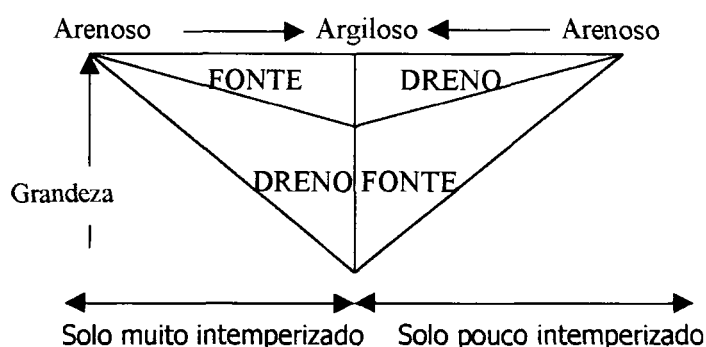 Arenoso Argiloso Arenoso
FONTE DRENO
DRENO FONTE
Grandeza
Solo muito intemperizado Solo pouco intemperizado